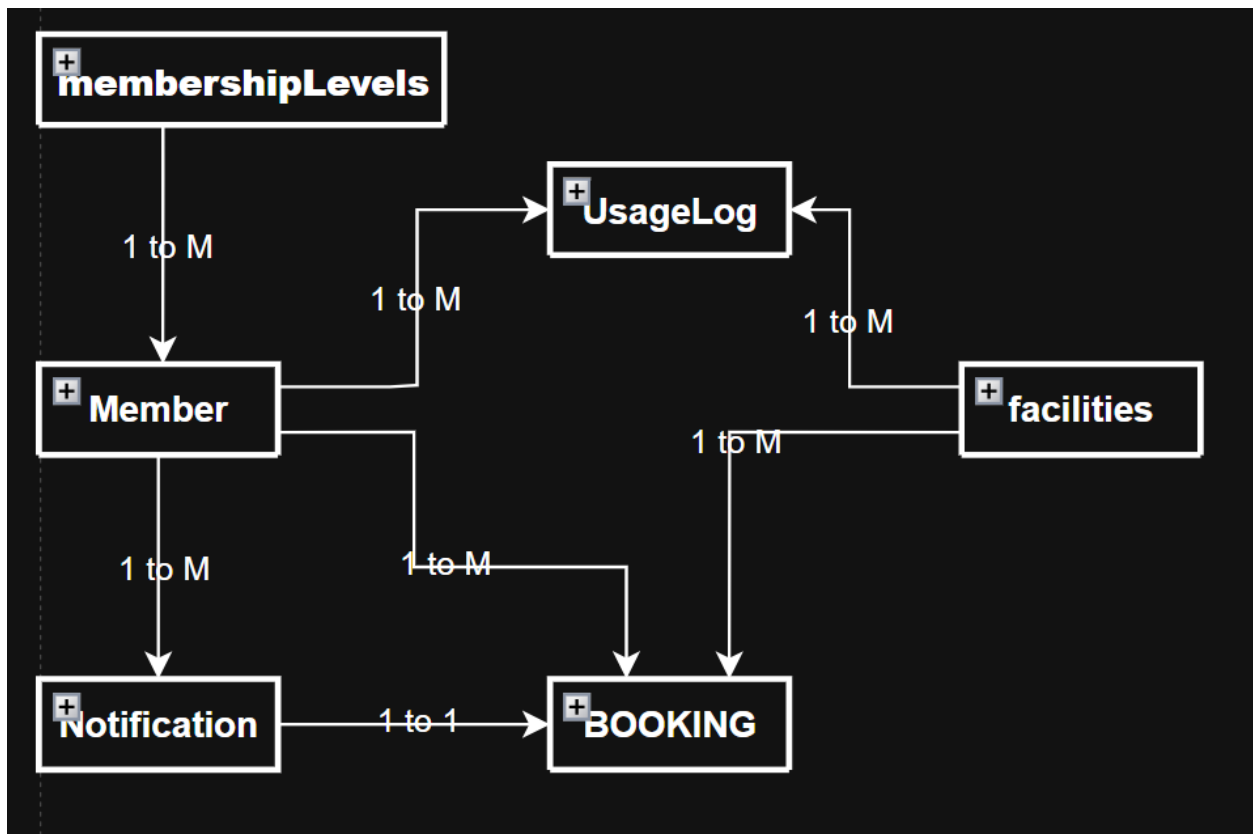 membershipLevels
UsageLog
1 to M
1 to M
1 to M
Member
facilities
1 to M
1 to M
1 to M
Notification
1 to 1
BOOKING